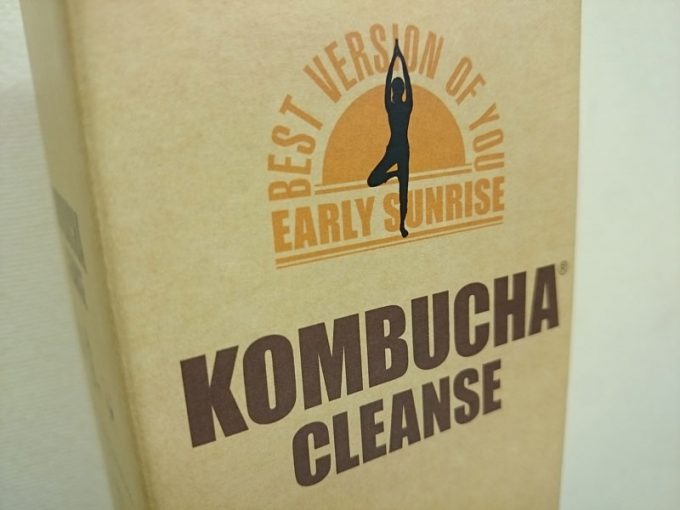 BEST VERSION OF YOU
EARLY SUNRISE
KOMBUCHA®
CLEANSE